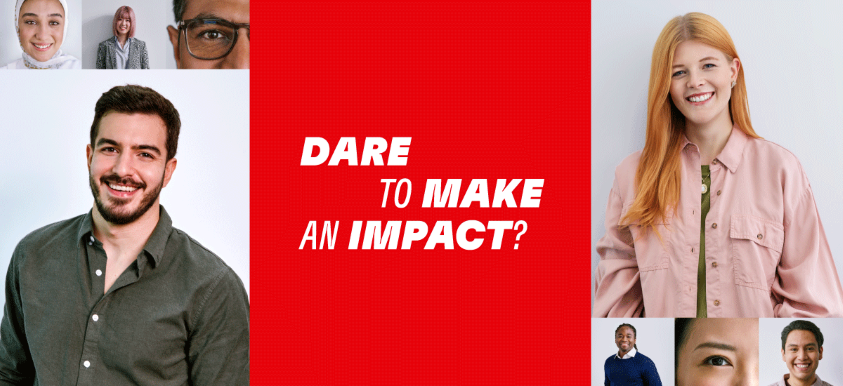 DARE
TO MAKE
AN IMPACT?